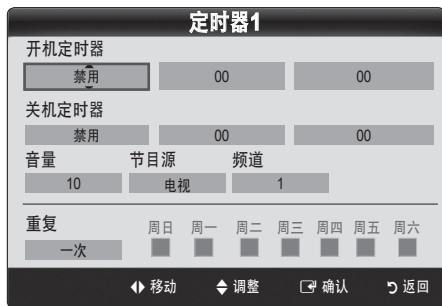 定时器1
开机定时器
禁用 00 00
关机定时器
禁用 00 00
音量 节目源 频道
10 电视 1
重复 周日 周一 周二 周三 周四 周五 周六
一次
移动 调整 确认 返回